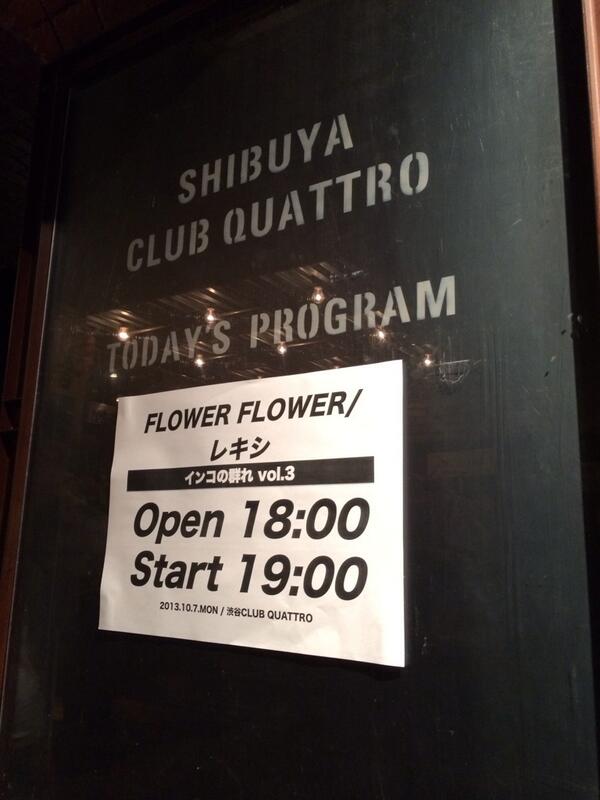 SHIBUYA
CLUB QUATTRO
TODAY'S PROGRAM
FLOWER FLOWER/
レキシ
インコの群れ vol.3
Open 18:00
Start 19:00
2013.10.7.MON / 渋谷CLUB QUATTRO